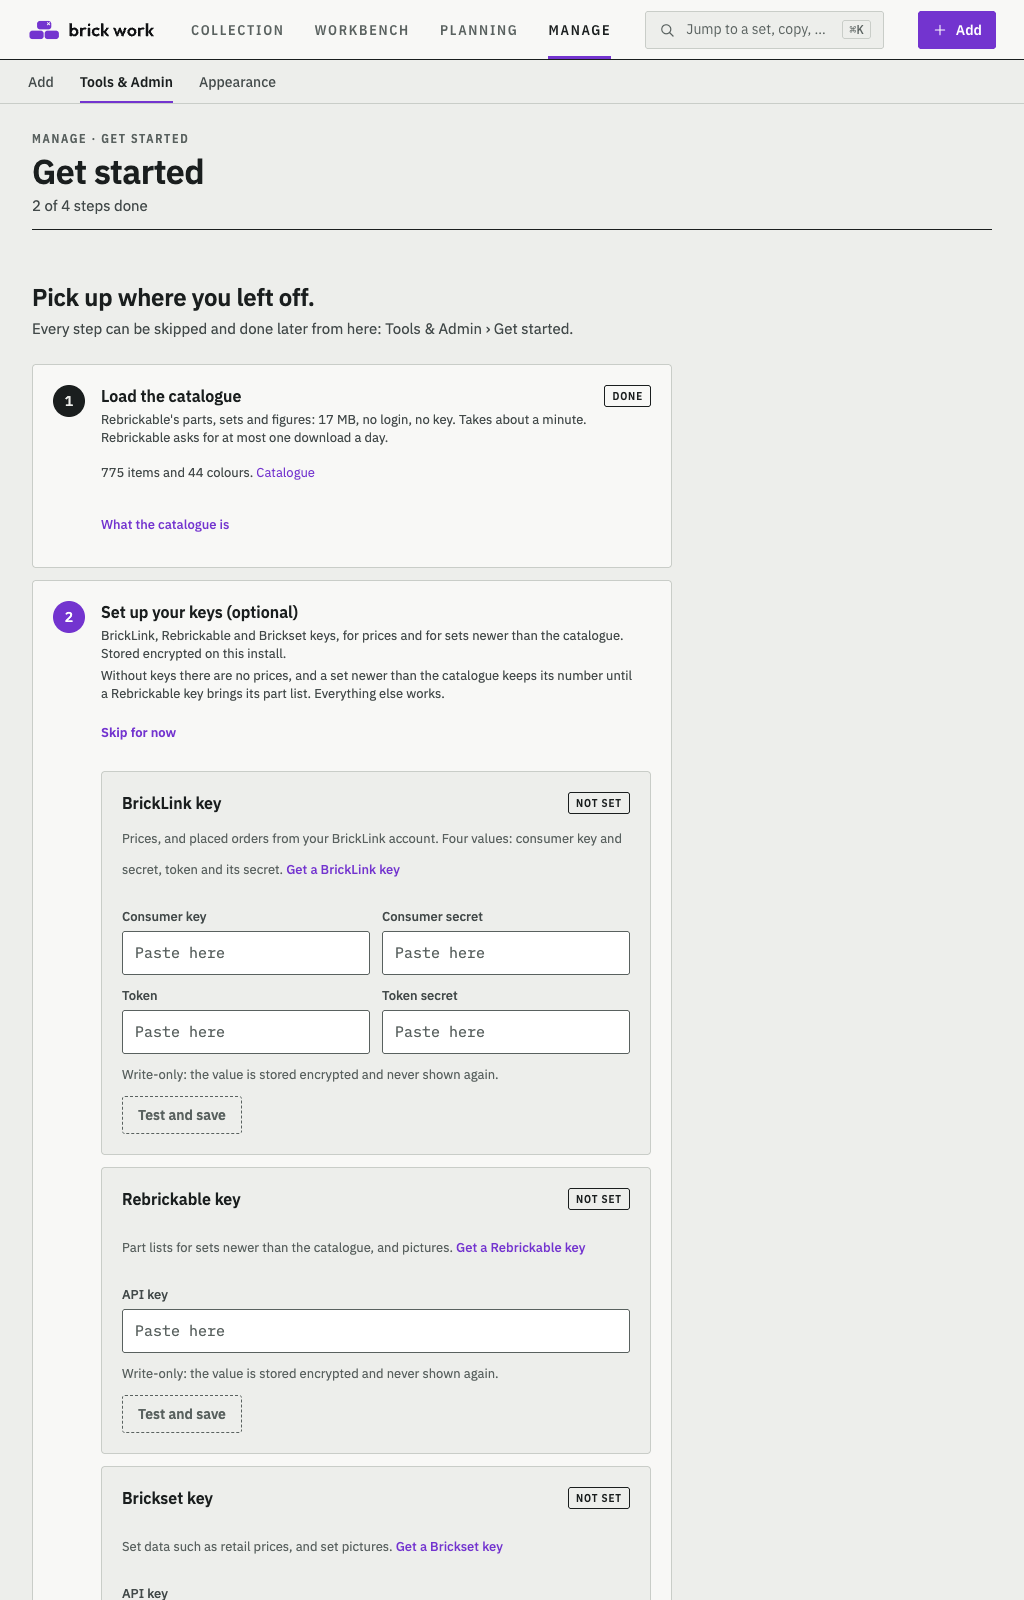 brick work
COLLECTION
WORKBENCH
PLANNING
MANAGE
Jump to a set, copy, ...
⌘K
+ Add
Add
Tools & Admin
Appearance
MANAGE · GET STARTED
Get started
2 of 4 steps done
Pick up where you left off.
Every step can be skipped and done later from here: Tools & Admin › Get started.
1
Load the catalogue
DONE
Rebrickable's parts, sets and figures: 17 MB, no login, no key. Takes about a minute.
Rebrickable asks for at most one download a day.
775 items and 44 colours. Catalogue
What the catalogue is
2
Set up your keys (optional)
BrickLink, Rebrickable and Brickset keys, for prices and for sets newer than the catalogue.
Stored encrypted on this install.
Without keys there are no prices, and a set newer than the catalogue keeps its number until
a Rebrickable key brings its part list. Everything else works.
Skip for now
BrickLink key
NOT SET
Prices, and placed orders from your BrickLink account. Four values: consumer key and
secret, token and its secret. Get a BrickLink key
Consumer key
Consumer secret
Paste here
Paste here
Token
Token secret
Paste here
Paste here
Write-only: the value is stored encrypted and never shown again.
Test and save
Rebrickable key
NOT SET
Part lists for sets newer than the catalogue, and pictures. Get a Rebrickable key
API key
Paste here
Write-only: the value is stored encrypted and never shown again.
Test and save
Brickset key
NOT SET
Set data such as retail prices, and set pictures. Get a Brickset key
API key